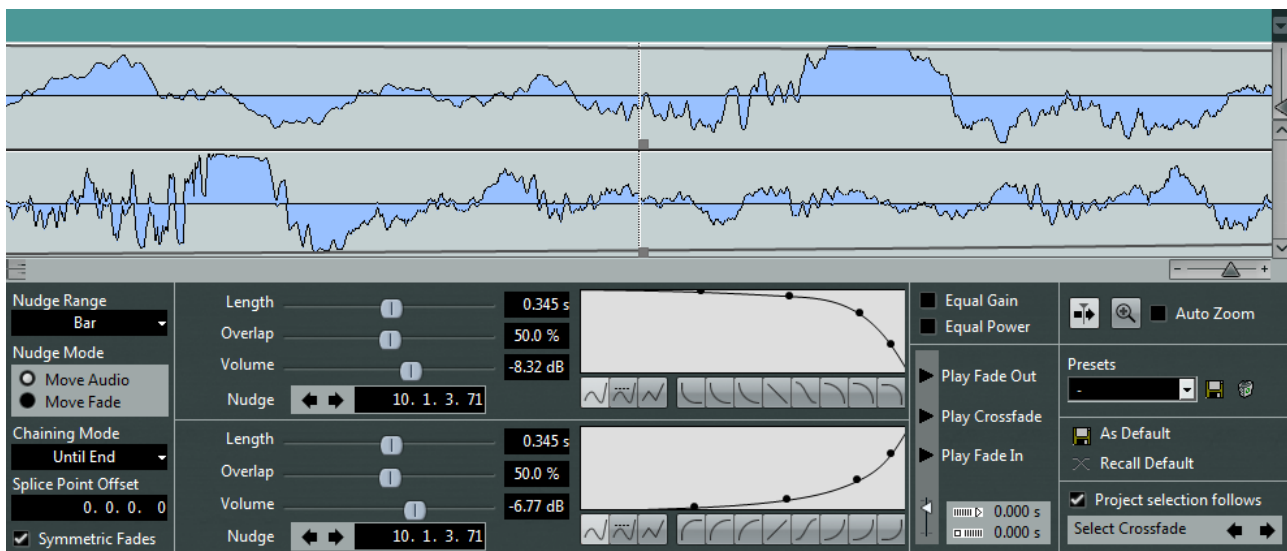 Nudge Range
Bar
Nudge Mode
Move Audio
Move Fade
Chaining Mode
Until End
Splice Point Offset
0. 0. 0. 0
Symmetric Fades
Length
0.345 s
Overlap
50.0 %
Volume
-8.32 dB
Nudge
10. 1. 3. 71
Length
0.345 s
Overlap
50.0 %
Volume
-6.77 dB
Nudge
10. 1. 3. 71
Equal Gain
Equal Power
Play Fade Out
Play Crossfade
Play Fade In
0.000 s
0.000 s
- +
Auto Zoom
Presets
-
As Default
Recall Default
Project selection follows
Select Crossfade